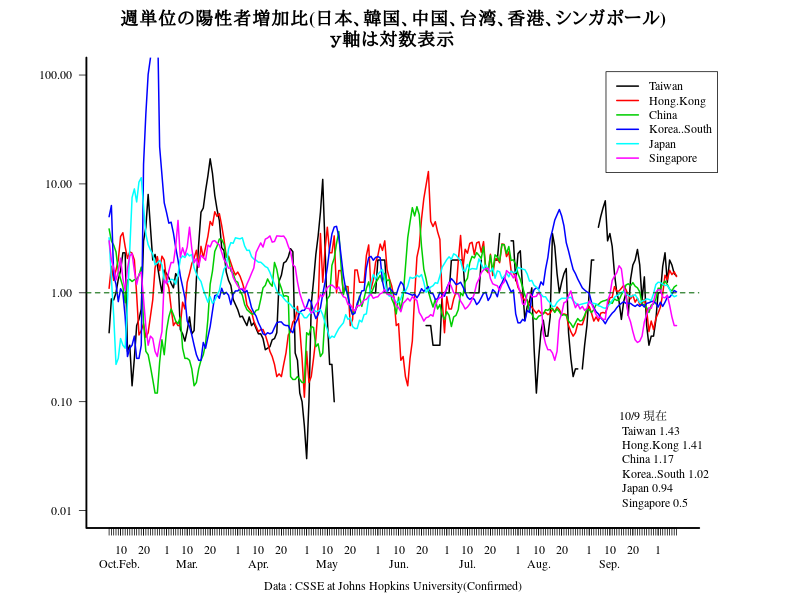 週単位の陽性者増加比(日本、韓国、中国、台湾、香港、シンガポール)
y軸は対数表示
100.00
10.00
1.00
0.10
0.01
Taiwan
Hong.Kong
China
Korea..South
Japan
Singapore
10/9 現在
Taiwan 1.43
Hong.Kong 1.41
China 1.17
Korea..South 1.02
Japan 0.94
Singapore 0.5
10 20 1 10 20 1 10 20 1 10 20 1 10 20 1 10 20 1 10 20 1 10 20 1
Oct.Feb. Mar. Apr. May Jun. Jul. Aug. Sep.
Data : CSSE at Johns Hopkins University(Confirmed)